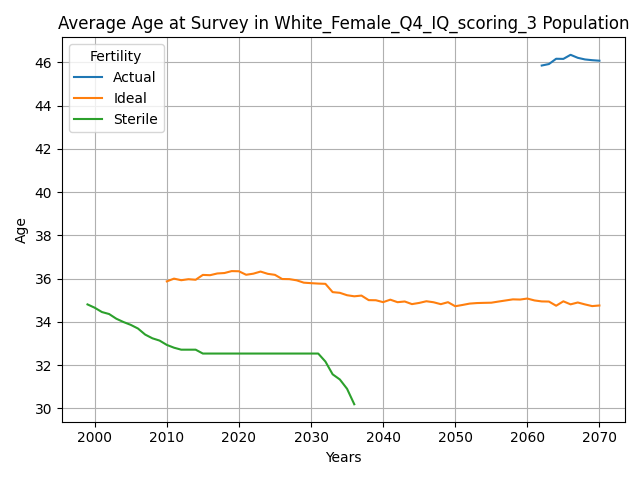 Average Age at Survey in White_Female_Q4_IQ_scoring_3 Population
Fertility
Actual
Ideal
Sterile
46
44
42
40
38
36
34
32
30
Age
2000 2010 2020 2030 2040 2050 2060 2070
Years